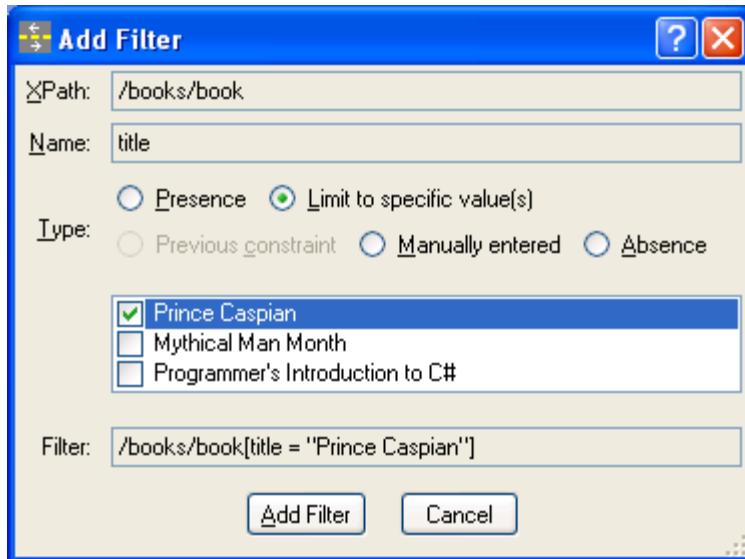 Add Filter
XPath: /books/book
Name: title
Presence Limit to specific value(s)
Type:
Previous constraint Manually entered Absence
Prince Caspian
Mythical Man Month
Programmer's Introduction to C#
Filter: /books/book[title = "Prince Caspian"]
Add Filter Cancel